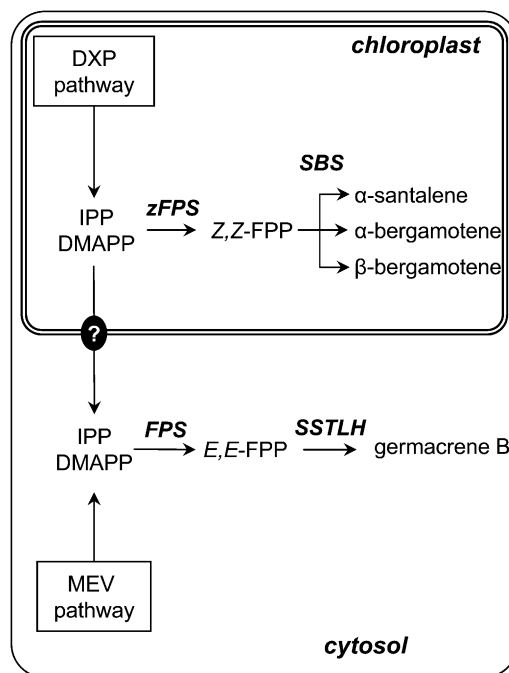 chloroplast
DXP
pathway
SBS
IPP
DMAPP
zFPS
Z,Z-FPP
α-santalene
α-bergamotene
β-bergamotene
?
IPP
DMAPP
FPS
E,E-FPP
SSTLH
germacrene B
MEV
pathway
cytosol